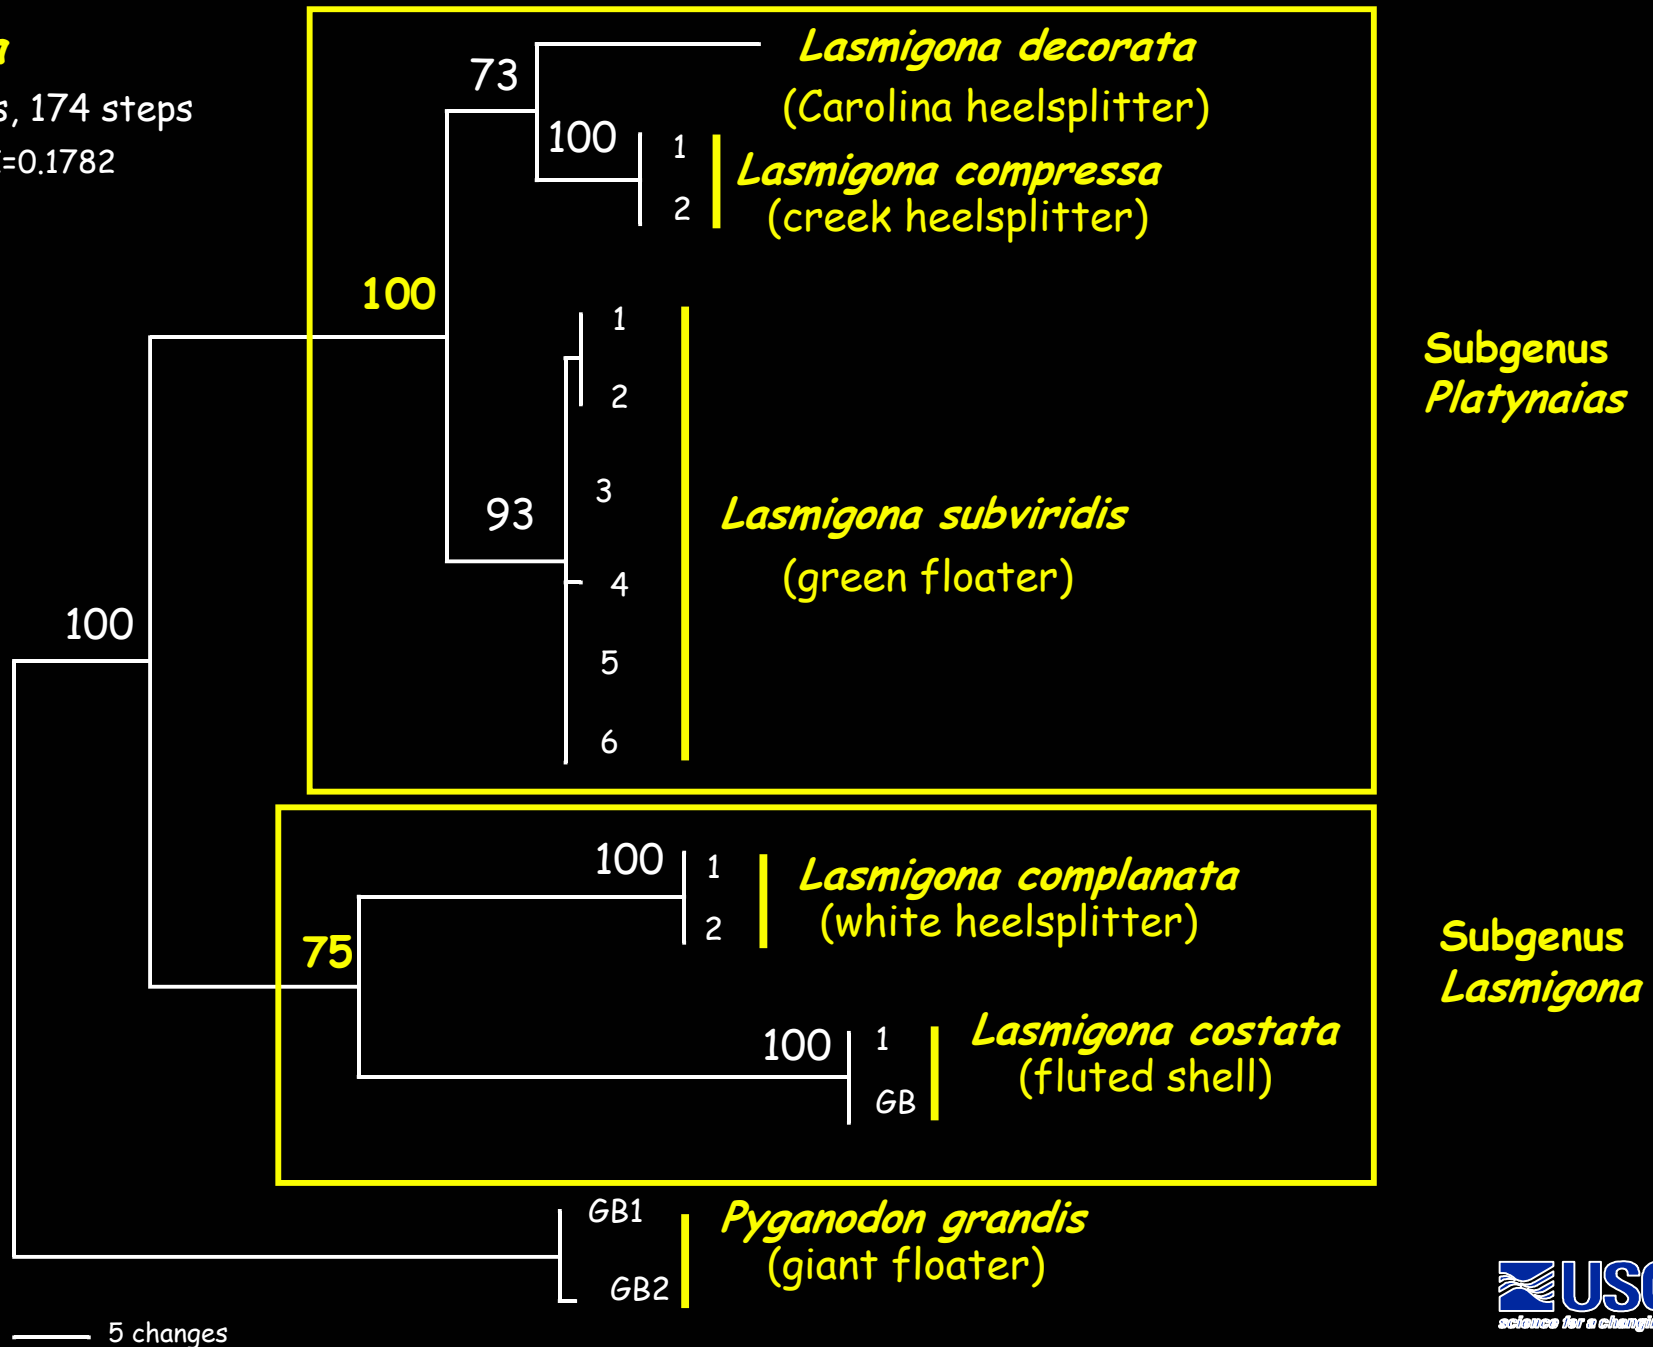 174 steps
=0.1782
73
Lasmigona decorata
(Carolina heelsplitter)
100
1
2
Lasmigona compressa
(creek heelsplitter)
100
1
2
3
4
5
6
93
Lasmigona subviridis
(green floater)
Subgenus
Platynaias
100
100
1
2
Lasmigona complanata
(white heelsplitter)
75
Subgenus
Lasmigona
100
1
GB
Lasmigona costata
(fluted shell)
GB1
GB2
Pyganodon grandis
(giant floater)
5 changes
science for a